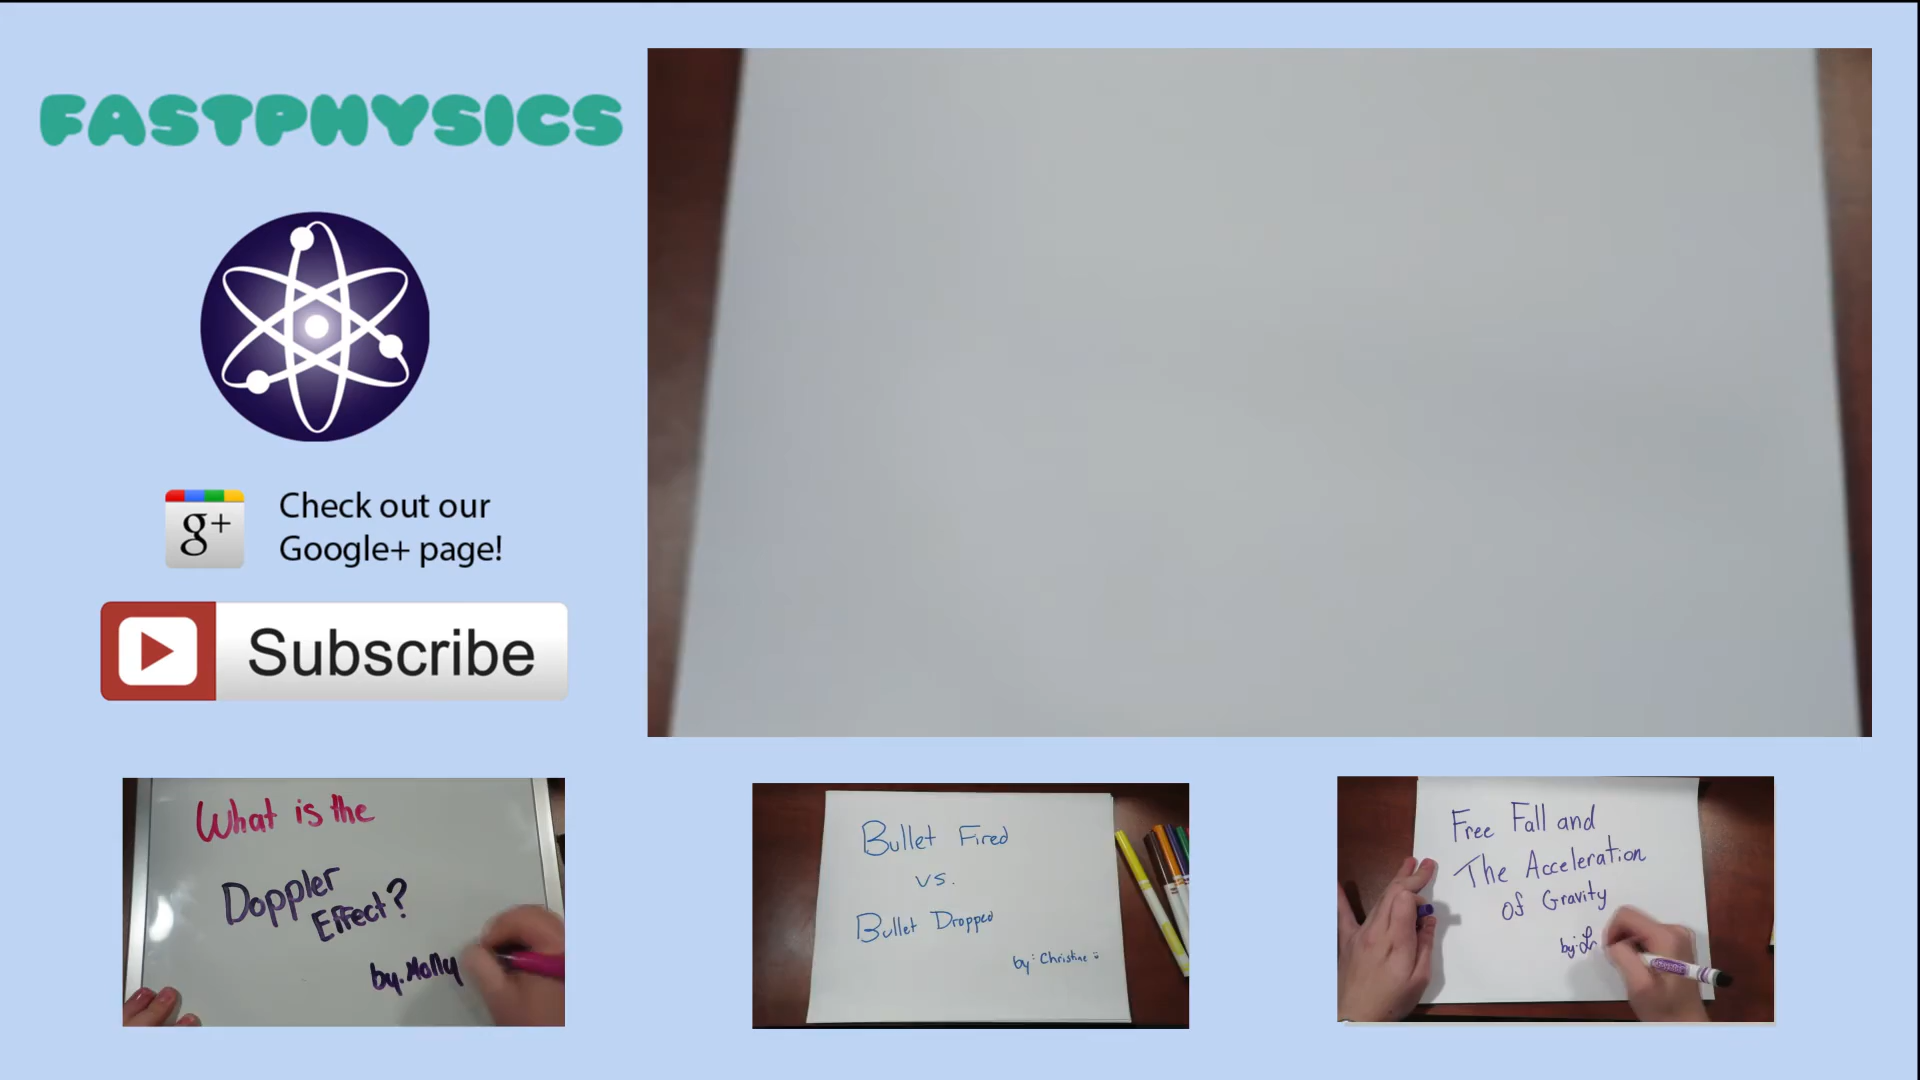 FASTPHYSICS
g+
Check out our
Google+ page!
Subscribe
What is the
Doppler
Effect?
by. Molly
Bullet Fired
vs.
Bullet Dropped
by: Christine
Free Fall and
The Acceleration
of Gravity
by: